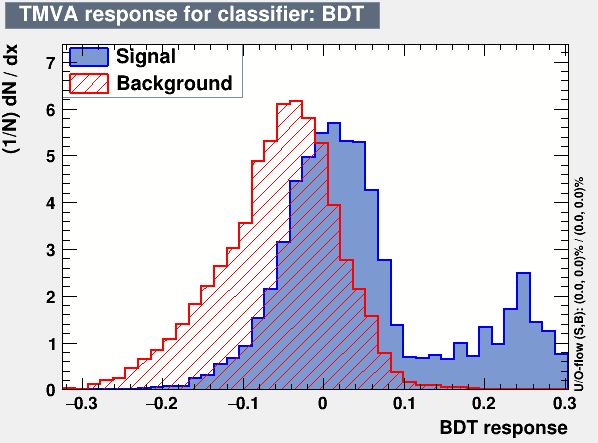 TMVA response for classifier: BDT
(1/N) dN / dx
Signal
Background
7
6
5
4
3
2
1
0
−0.3 −0.2 −0.1 0 0.1 0.2 0.3
BDT response
U/O-flow (S,B): (0.0, 0.0)% / (0.0, 0.0)%